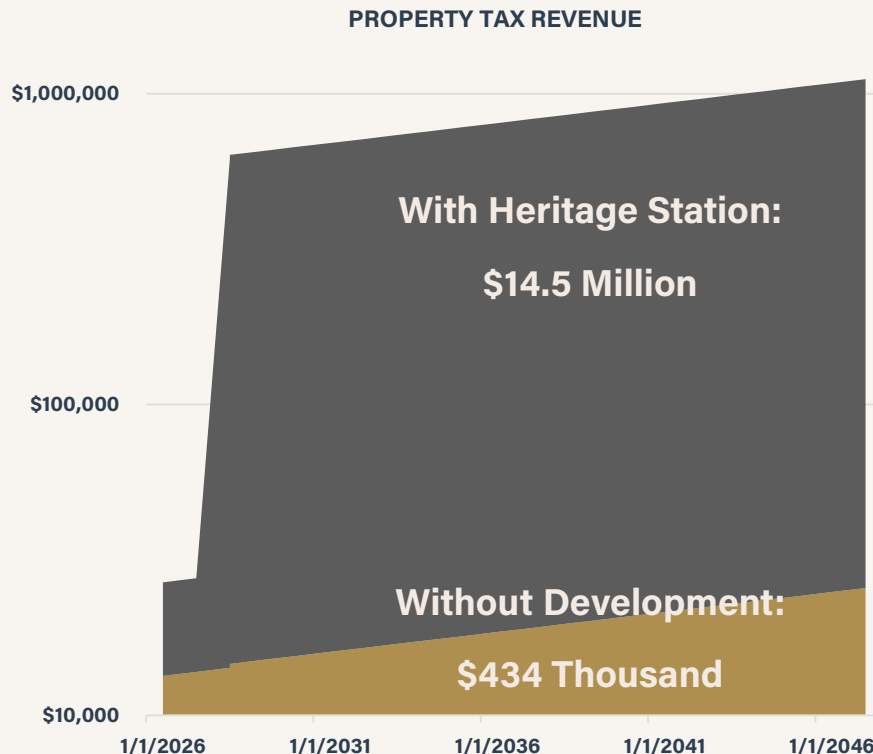 PROPERTY TAX REVENUE
$1,000,000
With Heritage Station:
$14.5 Million
$100,000
Without Development:
$434 Thousand
$10,000
1/1/2026 1/1/2031 1/1/2036 1/1/2041 1/1/2046